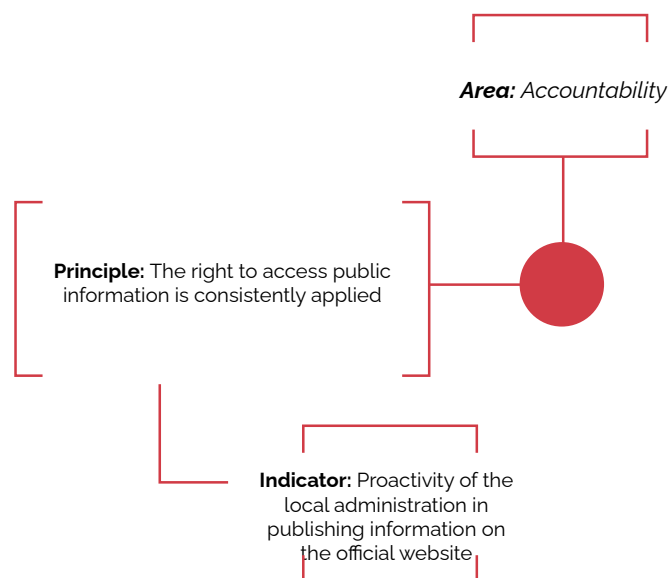 Area: Accountability
Principle: The right to access public
information is consistently applied
Indicator: Proactivity of the
local administration in
publishing information on
the official website